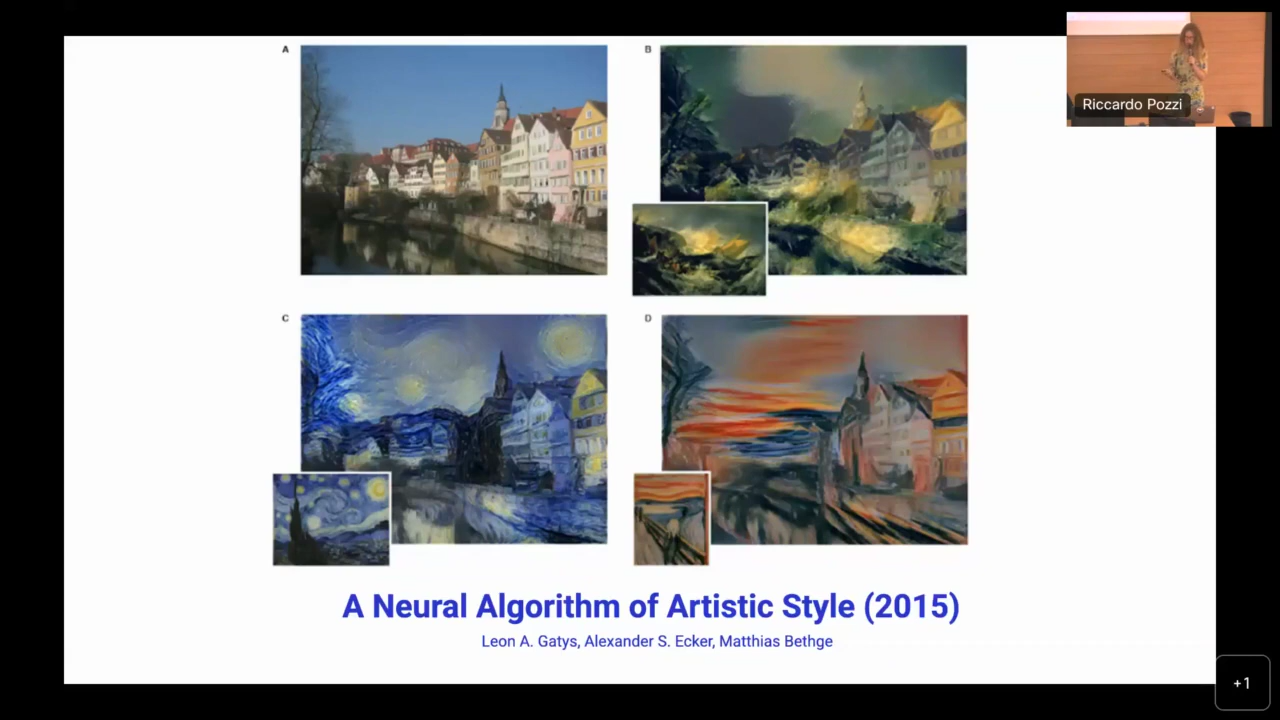 A
B
Riccardo Pozzi
C
D
A Neural Algorithm of Artistic Style (2015)
Leon A. Gatys, Alexander S. Ecker, Matthias Bethge
+1